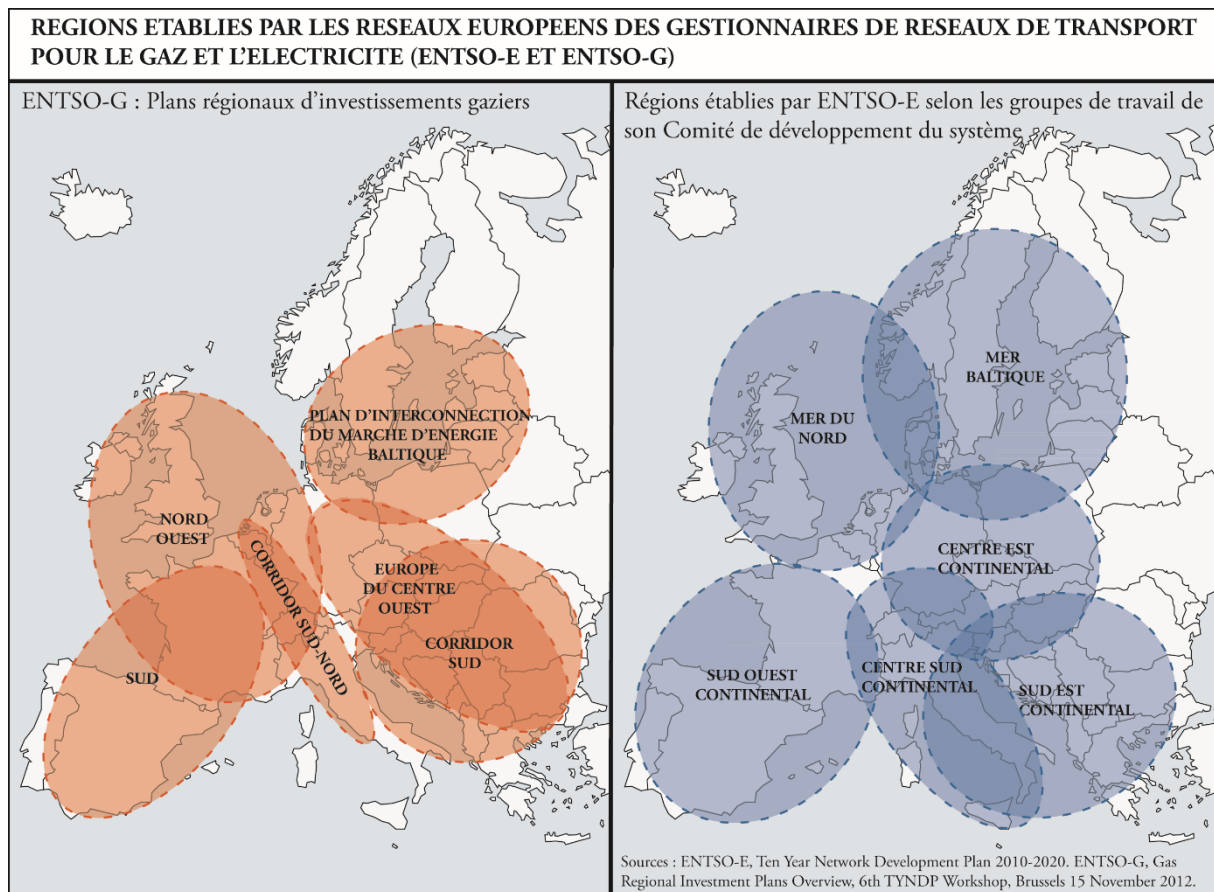 REGIONS ETABLIES PAR LES RESEAUX EUROPEENS DES GESTIONNAIRES DE RESEAUX DE TRANSPORT
POUR LE GAZ ET L'ELECTRICITE (ENTSO-E ET ENTSO-G)
ENTSO-G : Plans régionaux d'investissements gaziers
PLAN D'INTERCONNECTION
DU MARCHE D'ENERGIE
BALTIQUE
NORD
OUEST
CORRIDOR SUD-NORD
EUROPE
DU CENTRE
OUEST
CORRIDOR
SUD
SUD
Régions établies par ENTSO-E selon les groupes de travail de
son Comité de développement du système
MER
BALTIQUE
MER DU
NORD
CENTRE EST
CONTINENTAL
SUD OUEST
CONTINENTAL
CENTRE SUD
CONTINENTAL
SUD EST
CONTINENTAL
Sources : ENTSO-E, Ten Year Network Development Plan 2010-2020. ENTSO-G, Gas
Regional Investment Plans Overview, 6th TYNDP Workshop, Brussels 15 November 2012.